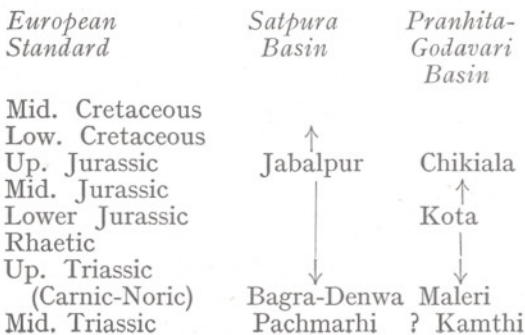 European Satpura Pranhita-
Standard Basin Godavari
Basin
Mid. Cretaceous
Low. Cretaceous ↑
Up. Jurassic Jabalpur Chikiala
Mid. Jurassic ↑
Lower Jurassic Kota
Rhaetic
Up. Triassic ↓ ↓
(Carnic-Noric) Bagra-Denwa Maleri
Mid. Triassic Pachmarhi ? Kamthi